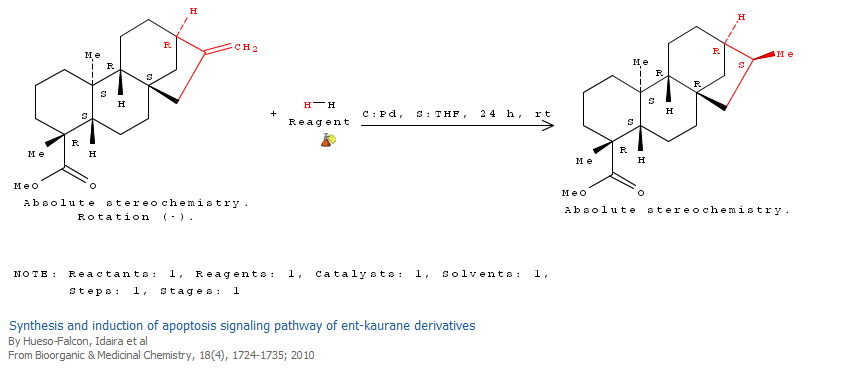 H
R
CH2
Me
R
S
H
S
S
R
Me
H
MeO
O
Absolute stereochemistry.
Rotation (-).
+
H—H
Reagent
C:Pd, S:THF, 24 h, rt
H
R
Me
S
Me
R
R
S
H
S
R
Me
H
MeO
O
Absolute stereochemistry.
NOTE: Reactants: 1, Reagents: 1, Catalysts: 1, Solvents: 1,
Steps: 1, Stages: 1
Synthesis and induction of apoptosis signaling pathway of ent-kaurane derivatives
By Hueso-Falcon, Idaira et al
From Bioorganic & Medicinal Chemistry, 18(4), 1724-1735; 2010